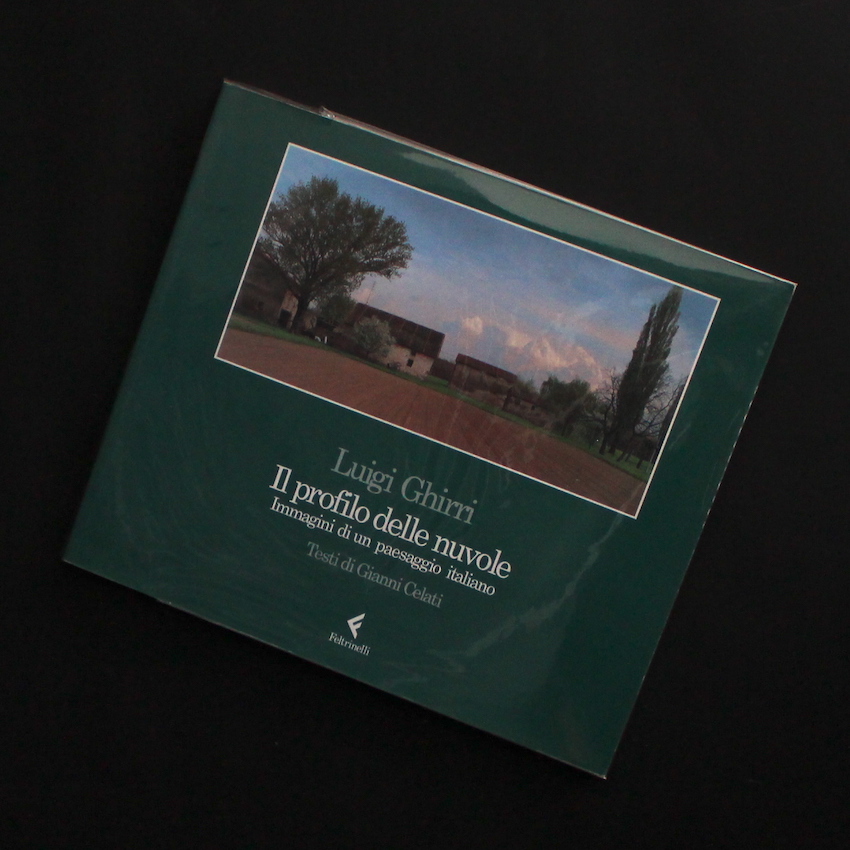 Luigi Ghirri
Il profilo delle nuvole
Immagini di un paesaggio italiano
Testi di Gianni Celati
Feltrinelli